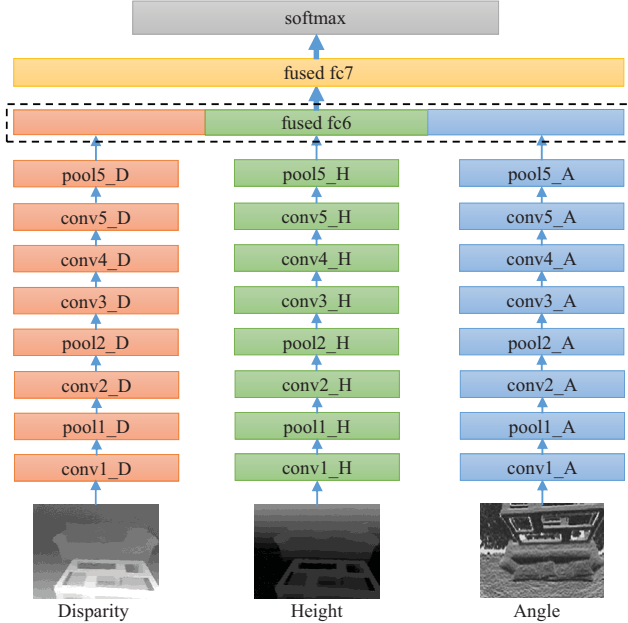 softmax
fused fc7
fused fc6
pool5_D pool5_H pool5_A
conv5_D conv5_H conv5_A
conv4_D conv4_H conv4_A
conv3_D conv3_H conv3_A
pool2_D pool2_H pool2_A
conv2_D conv2_H conv2_A
pool1_D pool1_H pool1_A
conv1_D conv1_H conv1_A
Disparity Height Angle